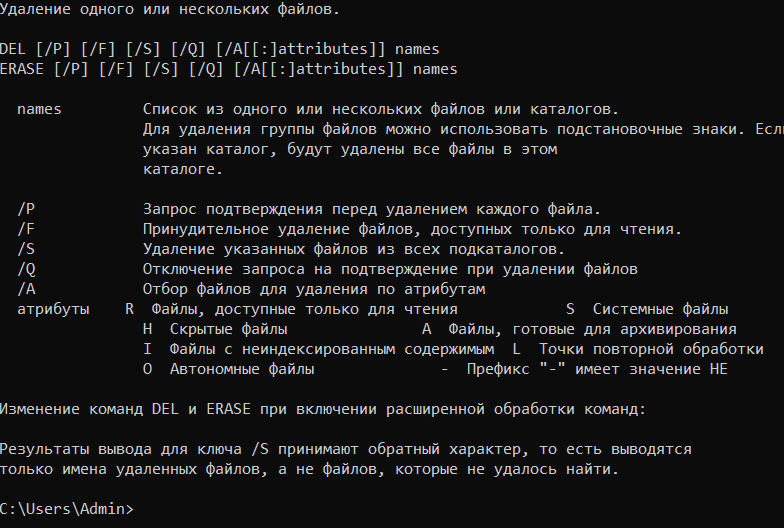 Удаление одного или нескольких файлов.
DEL [/P] [/F] [/S] [/Q] [/A[[:]attributes]] names
ERASE [/P] [/F] [/S] [/Q] [/A[[:]attributes]] names
names Список из одного или нескольких файлов или каталогов.
Для удаления группы файлов можно использовать подстановочные знаки. Если
указан каталог, будут удалены все файлы в этом
каталоге.
/P Запрос подтверждения перед удалением каждого файла.
/F Принудительное удаление файлов, доступных только для чтения.
/S Удаление указанных файлов из всех подкаталогов.
/Q Отключение запроса на подтверждение при удалении файлов
/A Отбор файлов для удаления по атрибутам
атрибуты R Файлы, доступные только для чтения S Системные файлы
H Скрытые файлы A Файлы, готовые для архивирования
I Файлы с неиндексированным содержимым L Точки повторной обработки
O Автономные файлы - Префикс "-" имеет значение НЕ
Изменение команд DEL и ERASE при включении расширенной обработки команд:
Результаты вывода для ключа /S принимают обратный характер, то есть выводятся
только имена удаленных файлов, а не файлов, которые не удалось найти.
C:\Users\Admin>